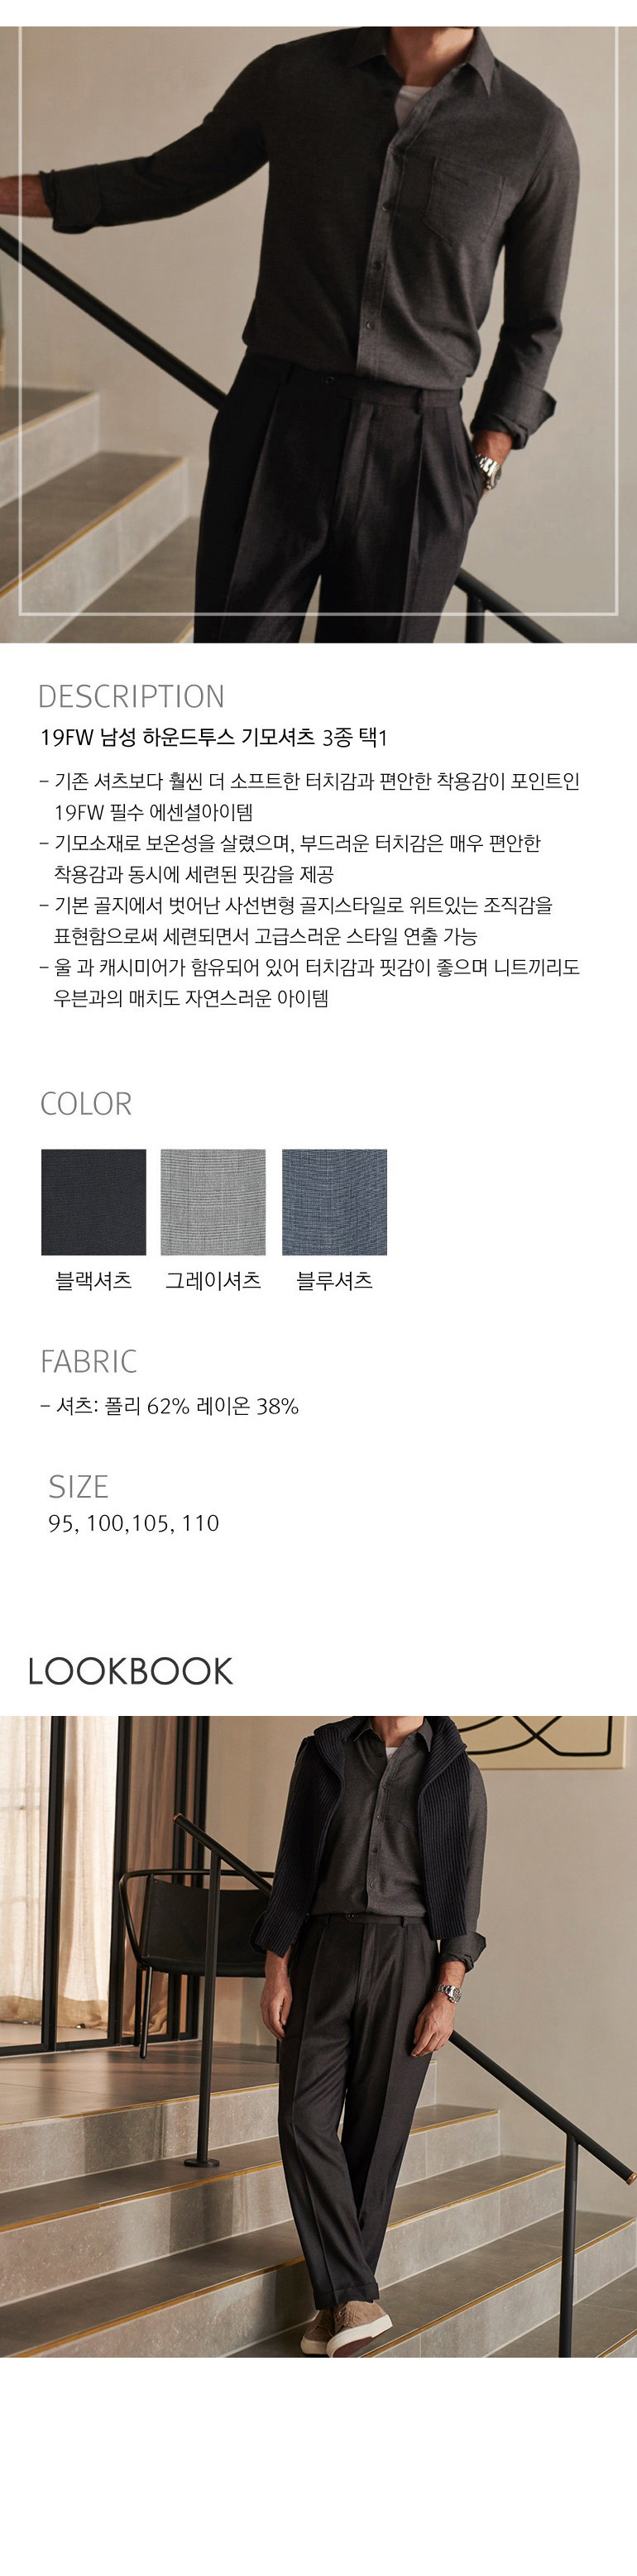 DESCRIPTION
19FW 남성 하운드투스 기모셔츠 3종 택1
- 기존 셔츠보다 훨씬 더 소프트한 터치감과 편안한 착용감이 포인트인
19FW 필수 에센셜아이템
- 기모소재로 보온성을 살렸으며, 부드러운 터치감은 매우 편안한
착용감과 동시에 세련된 핏감을 제공
- 기본 골지에서 벗어난 사선변형 골지스타일로 위트있는 조직감을
표현함으로써 세련되면서 고급스러운 스타일 연출 가능
- 울 과 캐시미어가 함유되어 있어 터치감과 핏감이 좋으며 니트끼리도
우븐과의 매치도 자연스러운 아이템
COLOR
블랙셔츠 그레이셔츠 블루셔츠
FABRIC
- 셔츠: 폴리 62% 레이온 38%
SIZE
95, 100,105, 110
LOOKBOOK